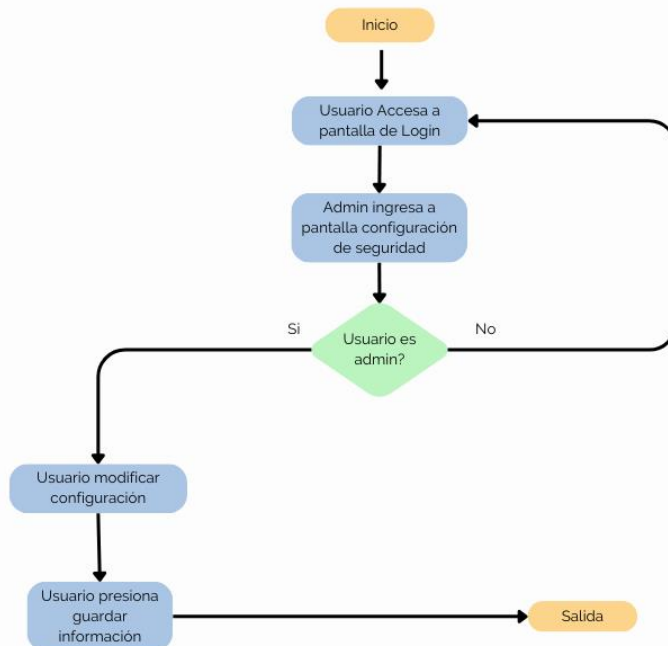 Inicio
Usuario Accesa a
pantalla de Login
Admin ingresa a
pantalla configuración
de seguridad
Si
Usuario es
admin?
No
Usuario modificar
configuración
Usuario presiona
guardar
información
Salida